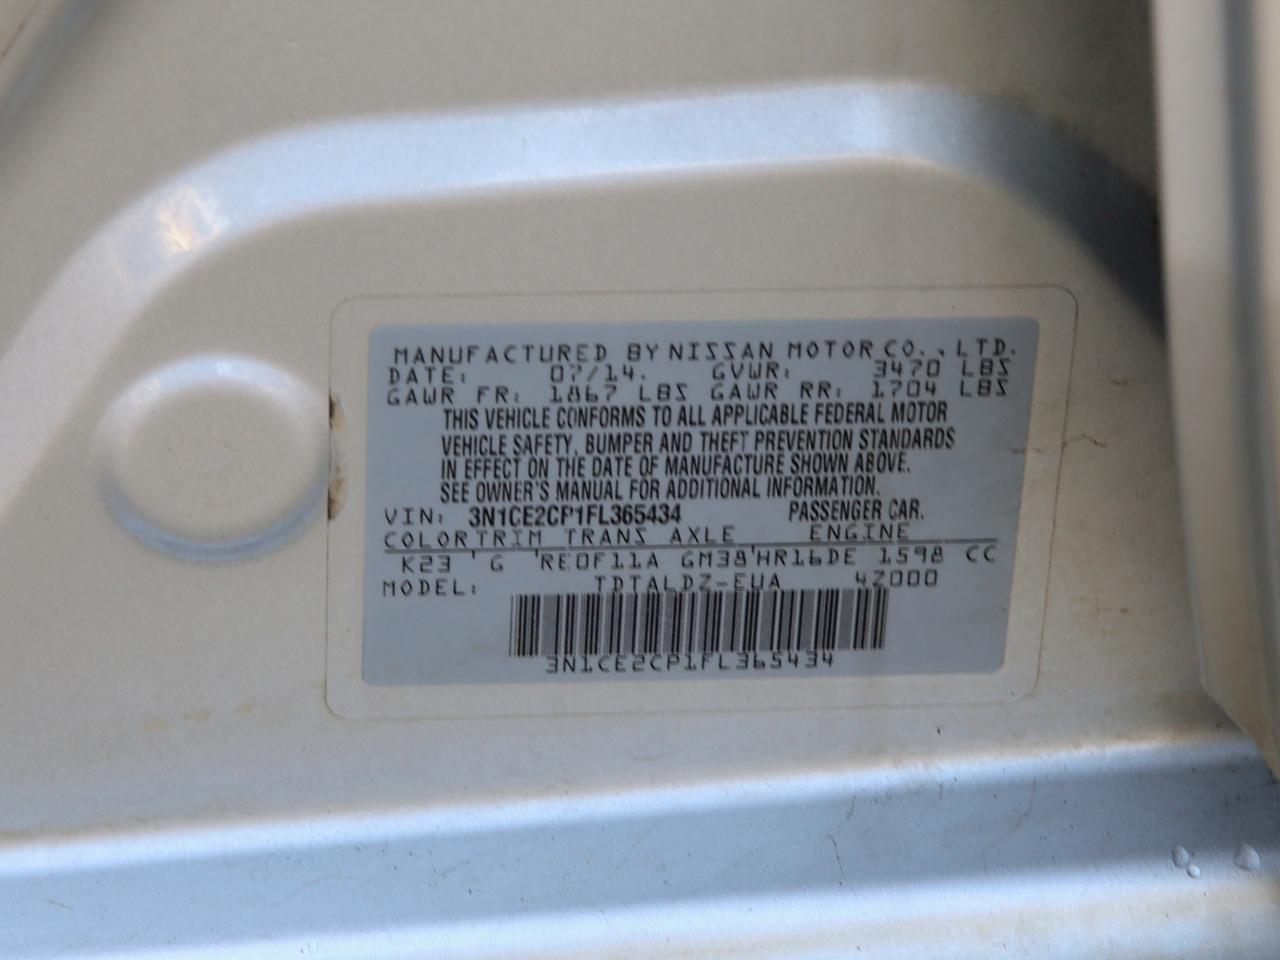 MANUFACTURED BY NISSAN MOTOR CO., LTD.
DATE: 07/14. GVWR: 3470 LBS
GAWR FR: 1867 LBS GAWR RR: 1704 LBS
THIS VEHICLE CONFORMS TO ALL APPLICABLE FEDERAL MOTOR
VEHICLE SAFETY, BUMPER AND THEFT PREVENTION STANDARDS
IN EFFECT ON THE DATE OF MANUFACTURE SHOWN ABOVE.
SEE OWNER'S MANUAL FOR ADDITIONAL INFORMATION.
VIN: 3N1CE2CP1FL365434 PASSENGER CAR.
COLOR TRIM TRANS AXLE ENGINE
K23 'G 'RE0F11A GM38'HR16DE 1598 CC
MODEL: TDTALDZ-EUA 4Z000
3N1CE2CP1FL365434